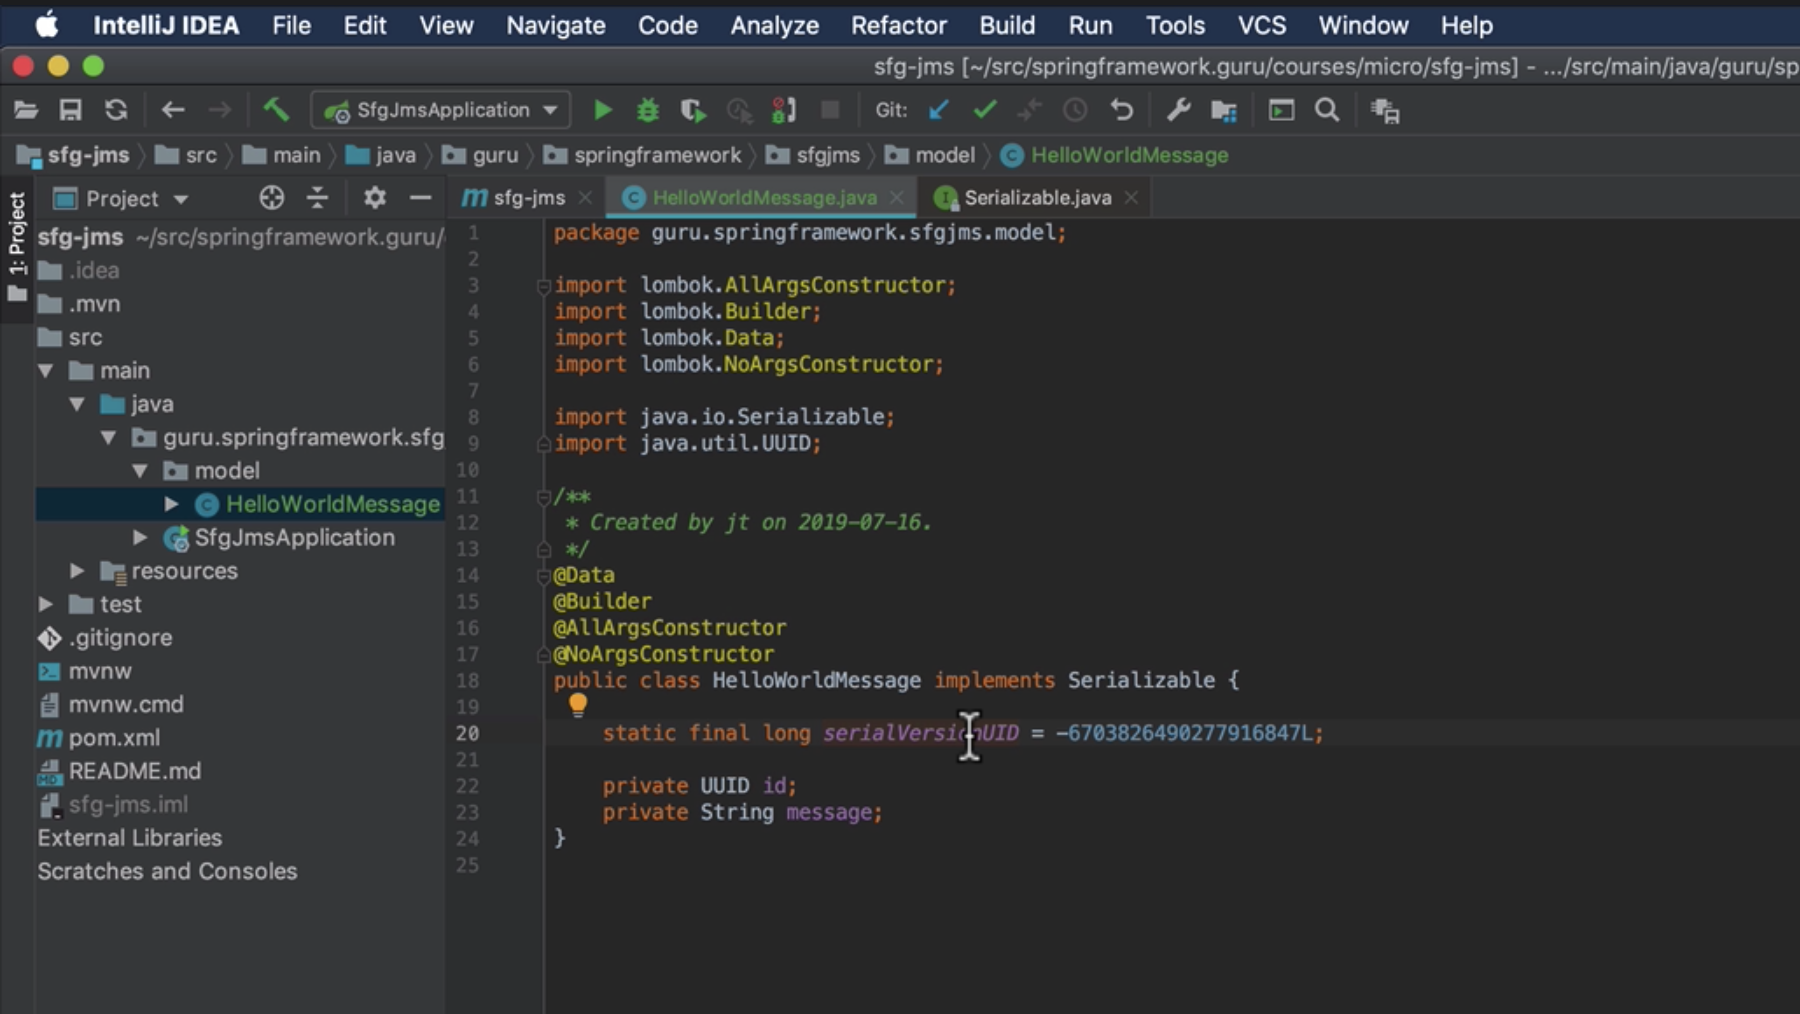 IntelliJ IDEA File Edit View Navigate Code Analyze Refactor Build Run Tools VCS Window Help
sfg-jms [~/src/springframework.guru/courses/micro/sfg-jms] - .../src/main/java/guru/sp
SfgJmsApplication Git:
sfg-jms src main java guru springframework sfgjms model HelloWorldMessage
Project sfg-jms HelloWorldMessage.java Serializable.java
1: Project
sfg-jms ~/src/springframework.guru/
.idea
.mvn
src
main
java
guru.springframework.sfg
model
HelloWorldMessage
SfgJmsApplication
resources
test
.gitignore
mvnw
mvnw.cmd
pom.xml
README.md
sfg-jms.iml
External Libraries
Scratches and Consoles
1 package guru.springframework.sfgjms.model;
2
3 import lombok.AllArgsConstructor;
4 import lombok.Builder;
5 import lombok.Data;
6 import lombok.NoArgsConstructor;
7
8 import java.io.Serializable;
9 import java.util.UUID;
10
11 /**
12 * Created by jt on 2019-07-16.
13 */
14 @Data
15 @Builder
16 @AllArgsConstructor
17 @NoArgsConstructor
18 public class HelloWorldMessage implements Serializable {
19
20 static final long serialVersionUID = -6703826490277916847L;
21
22 private UUID id;
23 private String message;
24 }
25